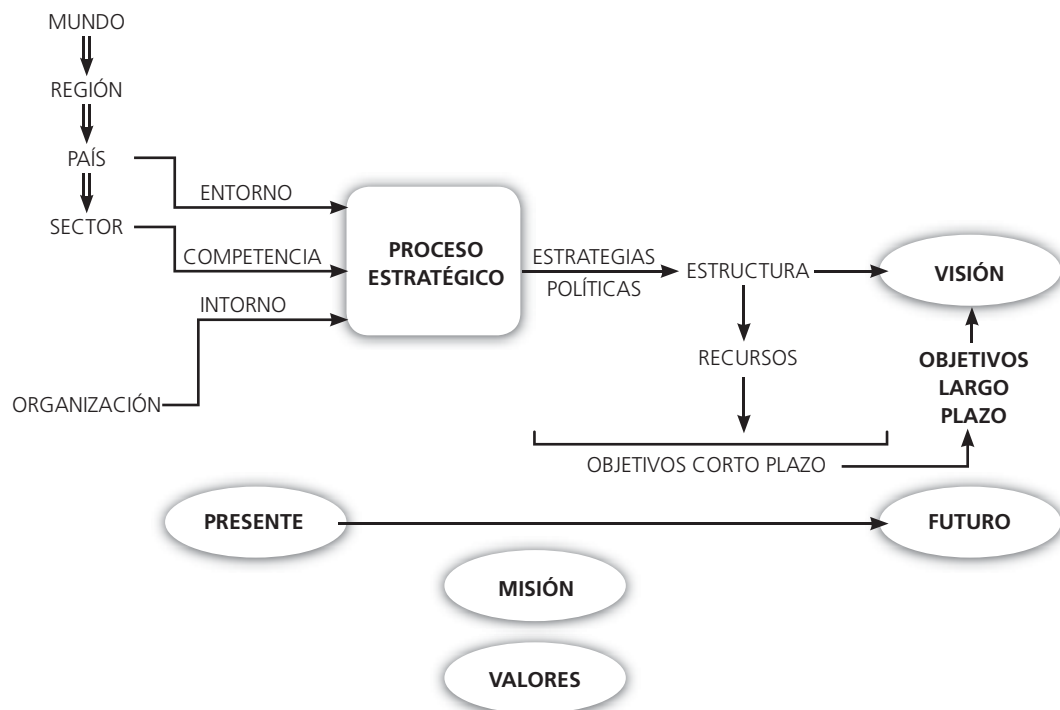 MUNDO
REGIÓN
PAÍS
SECTOR
ORGANIZACIÓN
ENTORNO
COMPETENCIA
INTORNO
PROCESO
ESTRATÉGICO
ESTRATEGIAS
POLÍTICAS
ESTRUCTURA
RECURSOS
OBJETIVOS CORTO PLAZO
VISIÓN
OBJETIVOS
LARGO
PLAZO
PRESENTE
FUTURO
MISIÓN
VALORES